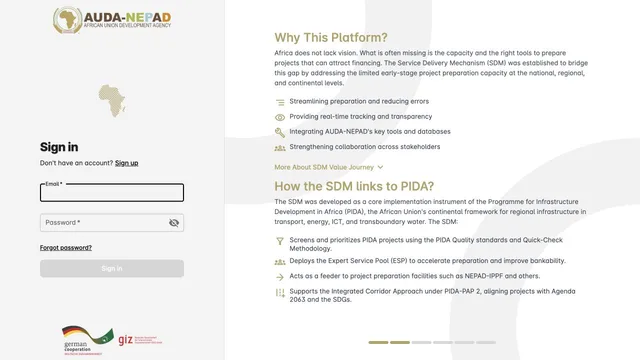 AUDA-NEPAD
AFRICAN UNION DEVELOPMENT AGENCY
Sign in
Don't have an account? Sign up
Email *
Password *
Forgot password?
Sign in
german
cooperation
giz
Why This Platform?
Africa does not lack vision. What is often missing is the capacity and the right tools to prepare
projects that can attract financing. The Service Delivery Mechanism (SDM) was established to bridge
this gap by addressing the limited early-stage project preparation capacity at the national, regional,
and continental levels.
Streamlining preparation and reducing errors
Providing real-time tracking and transparency
Integrating AUDA-NEPAD's key tools and databases
Strengthening collaboration across stakeholders
More About SDM Value Journey
How the SDM links to PIDA?
The SDM was developed as a core implementation instrument of the Programme for Infrastructure
Development in Africa (PIDA), the African Union's continental framework for regional infrastructure in
transport, energy, ICT, and transboundary water. The SDM:
Screens and prioritizes PIDA projects using the PIDA Quality standards and Quick-Check
Methodology.
Deploys the Expert Service Pool (ESP) to accelerate preparation and improve bankability.
Acts as a feeder to project preparation facilities such as NEPAD-IPPF and others.
Supports the Integrated Corridor Approach under PIDA-PAP 2, aligning projects with Agenda
2063 and the SDGs.